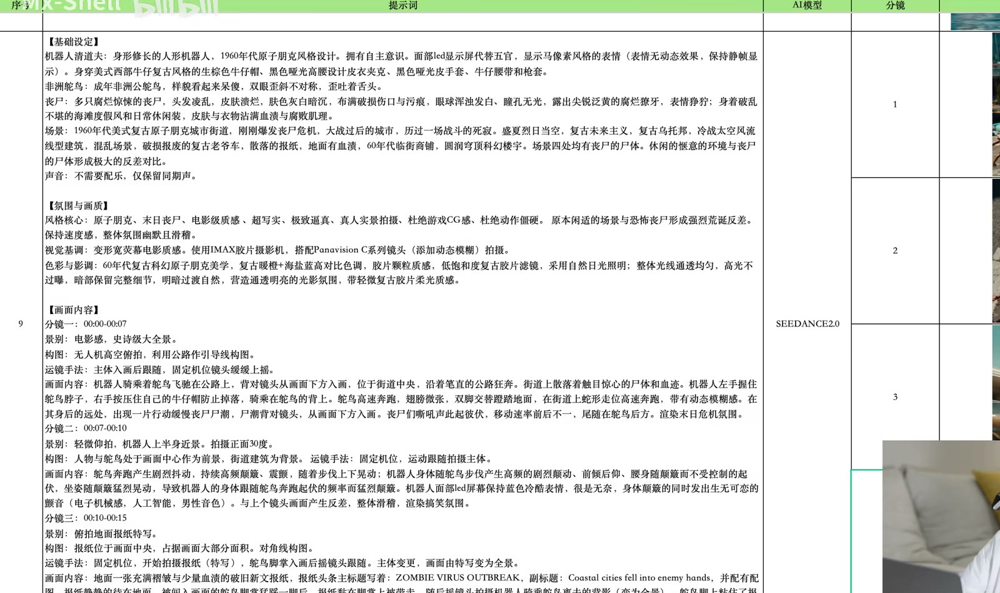 序号 提示词 AI模型 分镜
Mx-Shell bilibili
【基础设定】
机器人清道夫：身形修长的人形机器人，1960年代原子朋克风格设计。拥有自主意识。面部led显示屏代替五官，显示马像素风格的表情（表情无动态效果，保持静帧显
示）。身穿美式西部牛仔复古风格的生棕色牛仔帽、黑色哑光高腰设计皮衣夹克、黑色哑光皮手套、牛仔腰带和枪套。
非洲鸵鸟：成年非洲公鸵鸟，样貌看起来呆傻，双眼歪斜不对称，歪吐着舌头。
丧尸：多只腐烂惊悚的丧尸，头发凌乱，皮肤溃烂，肤色灰白暗沉，布满破损伤口与污痕，眼球浑浊发白、瞳孔无光，露出尖锐泛黄的腐烂獠牙，表情狰狞；身着破乱
不堪的海滩度假风和日常休闲装，皮肤与衣物沾满血渍与腐败肌理。
场景：1960年代美式复古原子朋克城市街道，刚刚爆发丧尸危机，大战过后的城市，历过一场战斗的死寂。盛夏烈日当空，复古未来主义，复古乌托邦，冷战太空风流
线型建筑，混乱场景，破损报废的复古老爷车，散落的报纸，地面有血渍，60年代临街商铺，圆润穹顶科幻楼宇。场景四处均有丧尸的尸体。休闲的惬意的环境与丧尸
的尸体形成极大的反差对比。
声音：不需要配乐，仅保留同期声。
【氛围与画质】
风格核心：原子朋克、末日丧尸、电影级质感 、超写实、极致逼真、真人实景拍摄、杜绝游戏CG感、杜绝动作僵硬。 原本闲适的场景与恐怖丧尸形成强烈荒诞反差。
保持速度感，整体氛围幽默且滑稽。
视觉基调：变形宽荧幕电影质感。使用IMAX胶片摄影机，搭配Panavision C系列镜头（添加动态模糊）拍摄。
色彩与影调：60年代复古科幻原子朋克美学，复古暖橙+海盐蓝高对比色调，胶片颗粒质感，低饱和度复古胶片滤镜，采用自然日光照明；整体光线通透均匀，高光不
过曝，暗部保留完整细节，明暗过渡自然，营造通透明亮的光影氛围，带轻微复古胶片柔光质感。
【画面内容】
分镜一：00:00-00:07
景别：电影感，史诗级大全景。
构图：无人机高空俯拍，利用公路作引导线构图。
运镜手法：主体入画后跟随，固定机位镜头缓缓上摇。
画面内容：机器人骑乘着鸵鸟飞驰在公路上，背对镜头从画面下方入画，位于街道中央，沿着笔直的公路狂奔。街道上散落着触目惊心的尸体和血迹。机器人左手握住
鸵鸟脖子，右手按压住自己的牛仔帽防止掉落，骑乘在鸵鸟的背上。鸵鸟高速奔跑，翅膀微张，双脚交替蹬踏地面，在街道上蛇形走位高速奔跑，带有动态模糊感。在
其身后的远处，出现一片行动缓慢丧尸尸潮，尸潮背对镜头，从画面下方入画。丧尸们嘶吼声此起彼伏，移动速率前后不一，尾随在鸵鸟后方。渲染末日危机氛围。
分镜二：00:07-00:10
景别：轻微仰拍，机器人上半身近景。拍摄正面30度。
构图：人物与鸵鸟处于画面中心作为前景，街道建筑为背景。 运镜手法：固定机位，运动跟随拍摄主体。
画面内容：鸵鸟奔跑产生剧烈抖动，持续高频颠簸、震颤，随着步伐上下晃动；机器人身体随鸵鸟步伐产生高频的剧烈颠动、前倾后仰、腰身随颠簸而不受控制的起
伏，坐姿随颠簸猛烈晃动，导致机器人的身体跟随鸵鸟奔跑起伏的频率而猛烈颠簸。机器人面部led屏幕保持蓝色冷酷表情，很是无奈，身体颠簸的同时发出生无可恋的
颤音（电子机械感，人工智能，男性音色）。与上个镜头画面产生反差，整体滑稽，渲染搞笑氛围。
分镜三：00:10-00:15
景别：俯拍地面报纸特写。
构图：报纸位于画面中央，占据画面大部分面积。对角线构图。
运镜手法：固定机位，开始拍摄报纸（特写），鸵鸟脚掌入画后摇镜头跟随。主体变更，画面由特写变为全景。
画面内容：地面一张充满褶皱与少量血渍的破旧新文报纸，报纸头条主标题写着：ZOMBIE VIRUS OUTBREAK，副标题：Coastal cities fell into enemy hands，并配有配
图。报纸静静的待在地面，被闯入画面的鸵鸟脚掌猛踩一脚后，报纸黏在脚掌上被带走，随后摇镜头拍摄机器人骑乘鸵鸟离去的背影（变为全景）。鸵鸟脚上粘住了报
9
SEEDANCE2.0
1
2
3